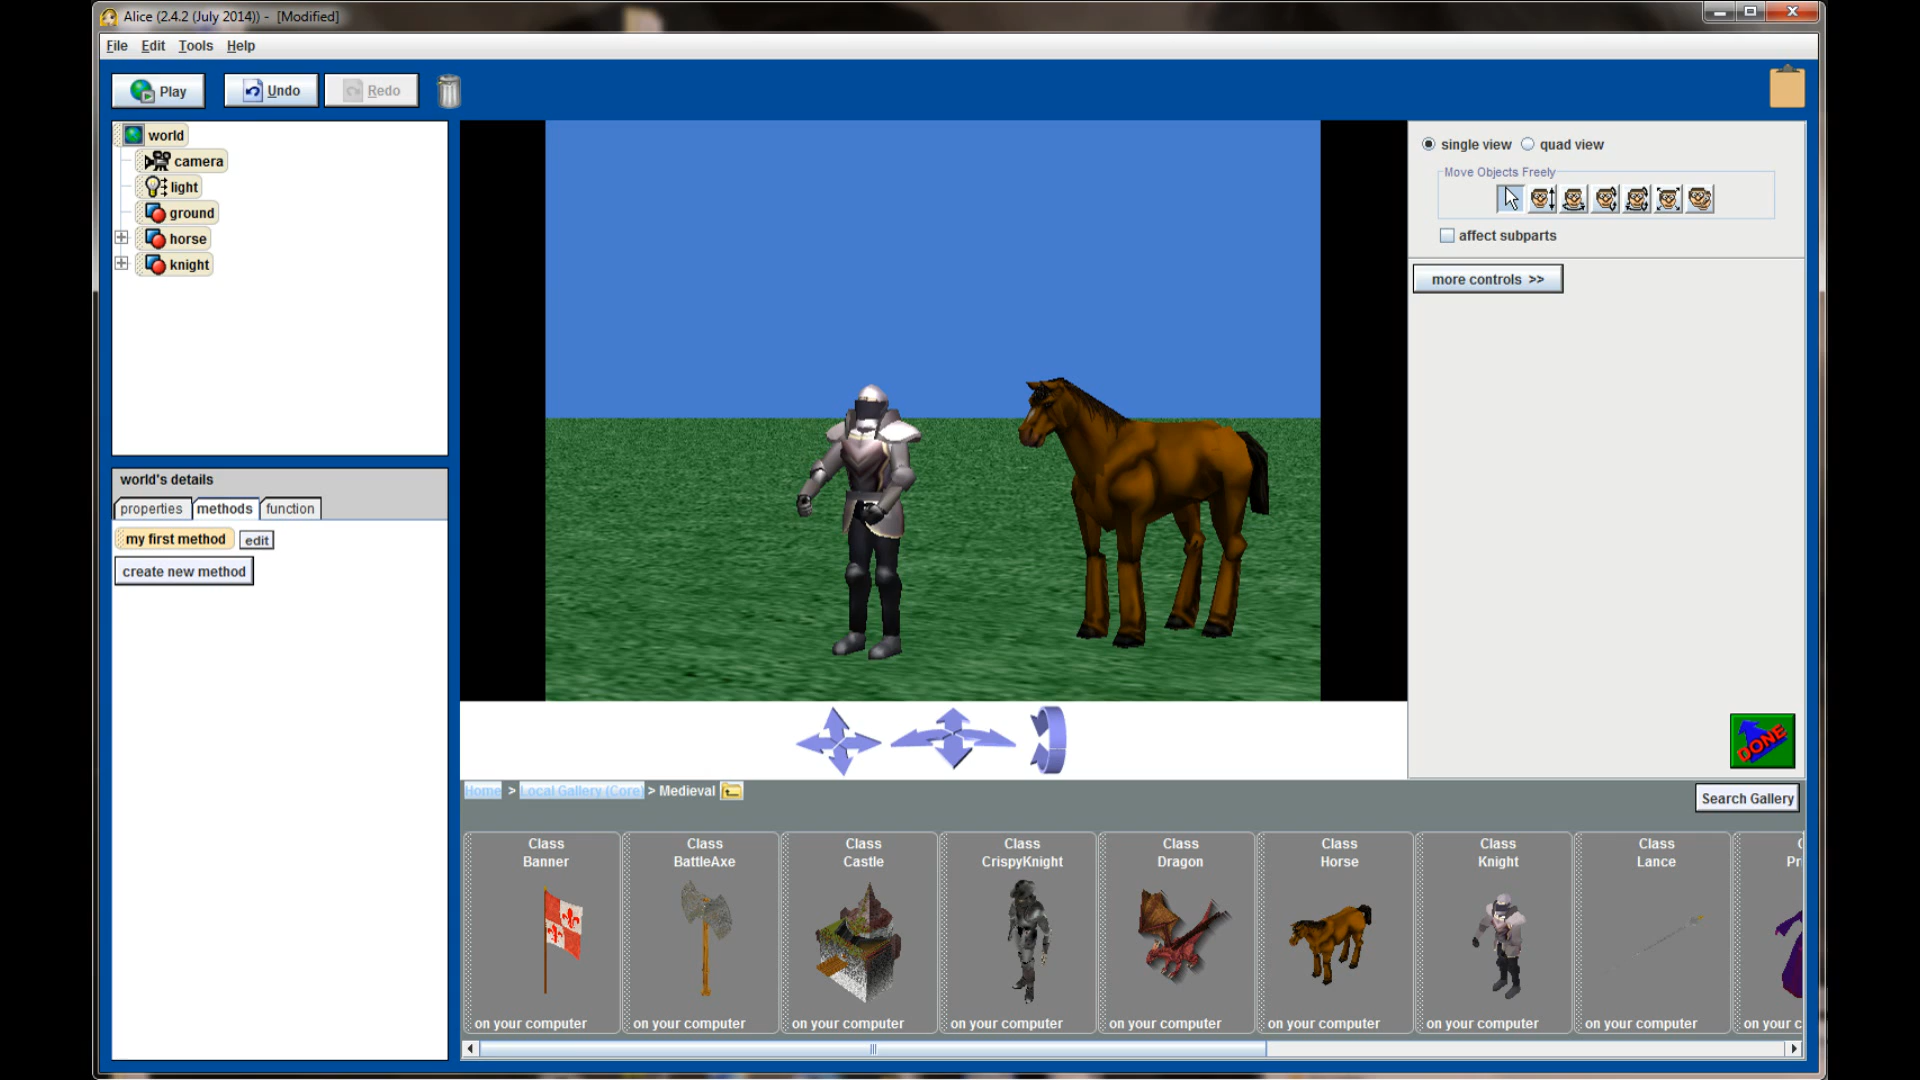 Alice (2.4.2 (July 2014)) - [Modified]
File Edit Tools Help
Play Undo Redo
world
camera
light
ground
horse
knight
single view quad view
Move Objects Freely
affect subparts
more controls >>
world's details
properties methods function
my first method edit
create new method
DONE
Home > Local Gallery (Core) > Medieval
Search Gallery
Class Banner
on your computer
Class BattleAxe
on your computer
Class Castle
on your computer
Class CrispyKnight
on your computer
Class Dragon
on your computer
Class Horse
on your computer
Class Knight
on your computer
Class Lance
on your computer
on your c